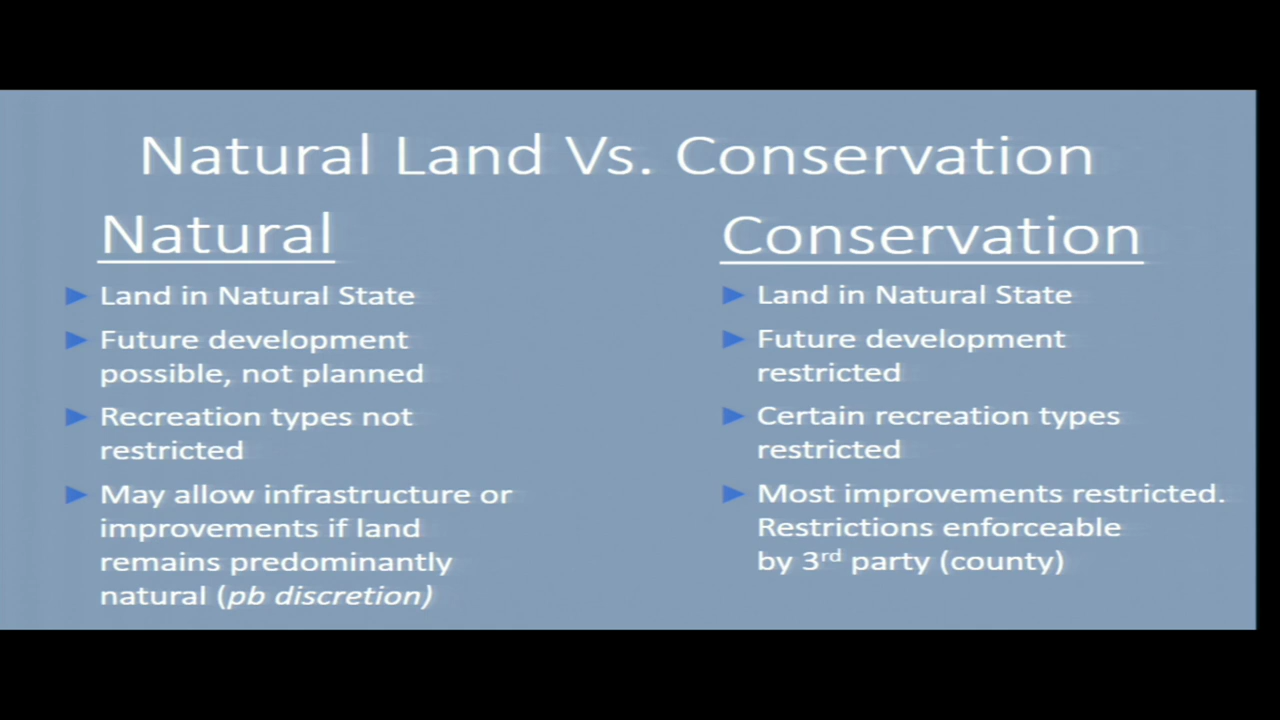 Natural Land Vs. Conservation
Natural
Land in Natural State
Future development
possible, not planned
Recreation types not
restricted
May allow infrastructure or
improvements if land
remains predominantly
natural (pb discretion)
Conservation
Land in Natural State
Future development
restricted
Certain recreation types
restricted
Most improvements restricted.
Restrictions enforceable
by 3rd party (county)